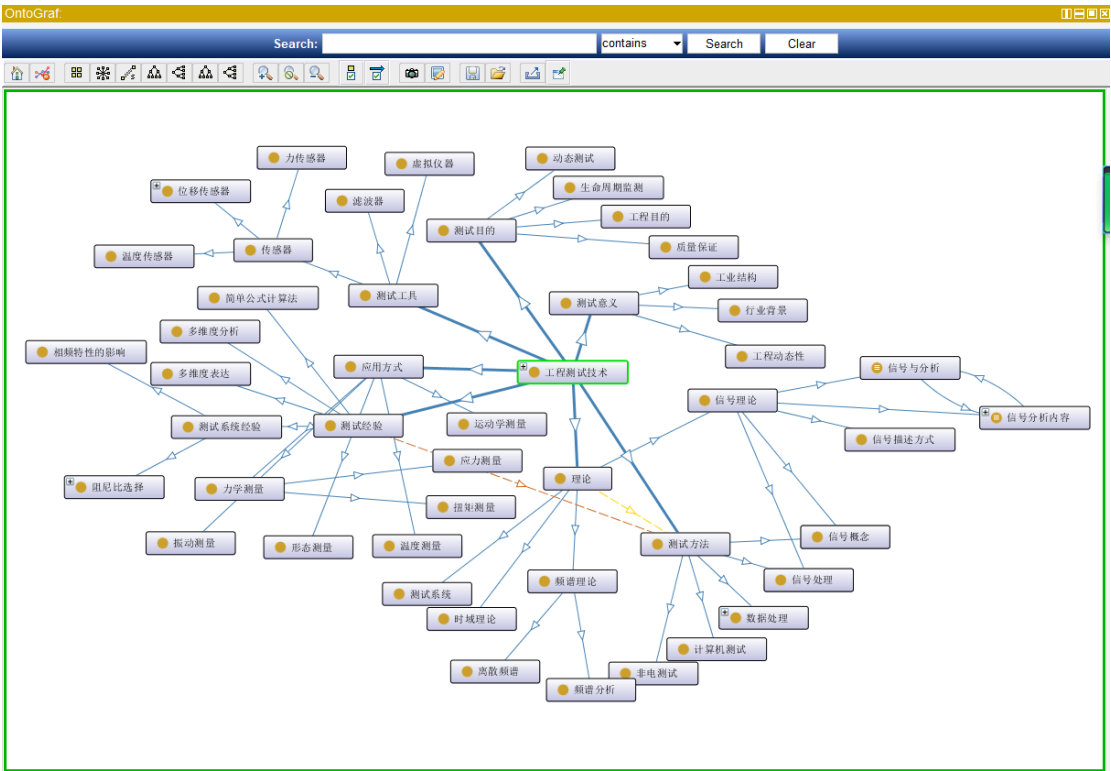 OntoGraf:
Search:
contains
Search
Clear
力传感器
虚拟仪器
动态测试
位移传感器
生命周期监测
滤波器
工程目的
测试目的
质量保证
传感器
温度传感器
工业结构
简单公式计算法
测试工具
测试意义
行业背景
多维度分析
相频特性的影响
工程动态性
应用方式
工程测试技术
信号与分析
多维度表达
信号理论
信号分析内容
测试系统经验
测试经验
运动学测量
信号描述方式
应力测量
理论
阻尼比选择
力学测量
扭矩测量
信号概念
振动测量
形态测量
温度测量
测试方法
频谱理论
信号处理
测试系统
时域理论
数据处理
计算机测试
离散频谱
非电测试
频谱分析